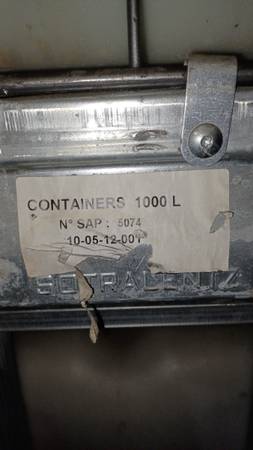 CONTAINERS 1000 L
N° SAP : 5074
10-05-12-001
SOTRALENTZ